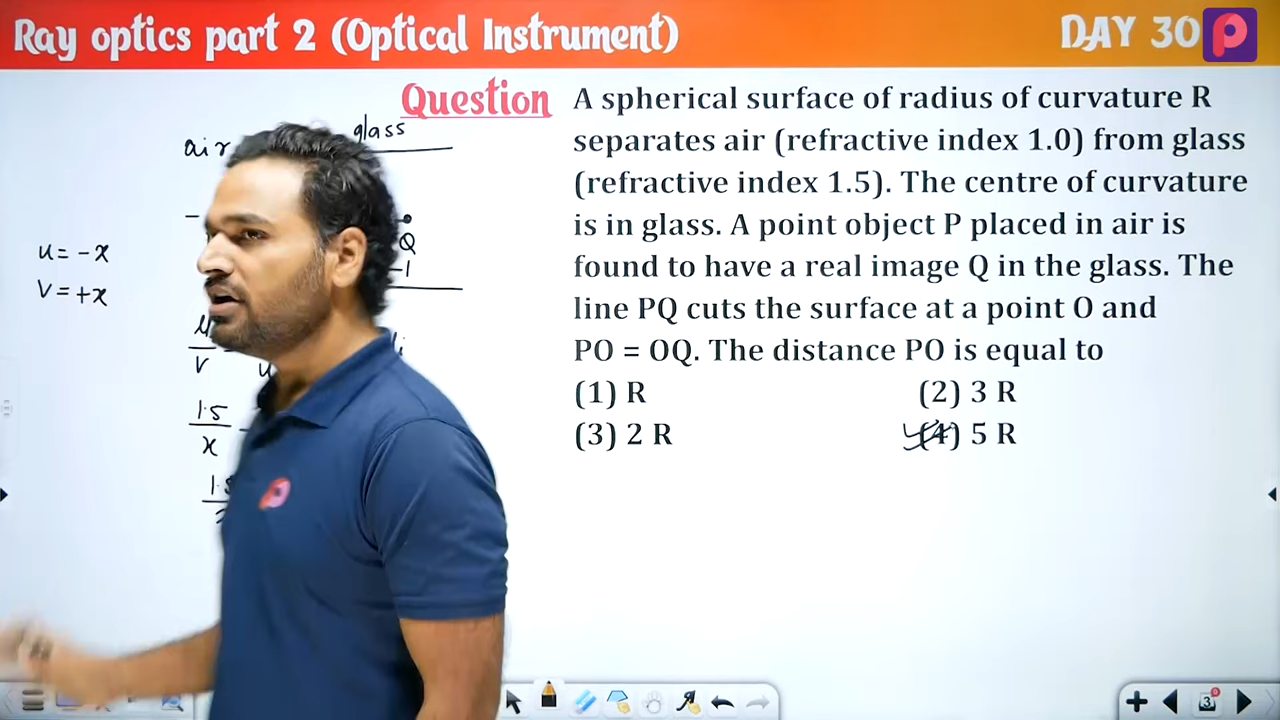 Ray optics part 2 (Optical Instrument)
DAY 30
Question
A spherical surface of radius of curvature R
separates air (refractive index 1.0) from glass
(refractive index 1.5). The centre of curvature
is in glass. A point object P placed in air is
found to have a real image Q in the glass. The
line PQ cuts the surface at a point O and
PO = OQ. The distance PO is equal to
(1) R
(2) 3 R
(3) 2 R
(4) 5 R
air
glass
Q
u = -x
v = +x
v
u
1.5
x
3